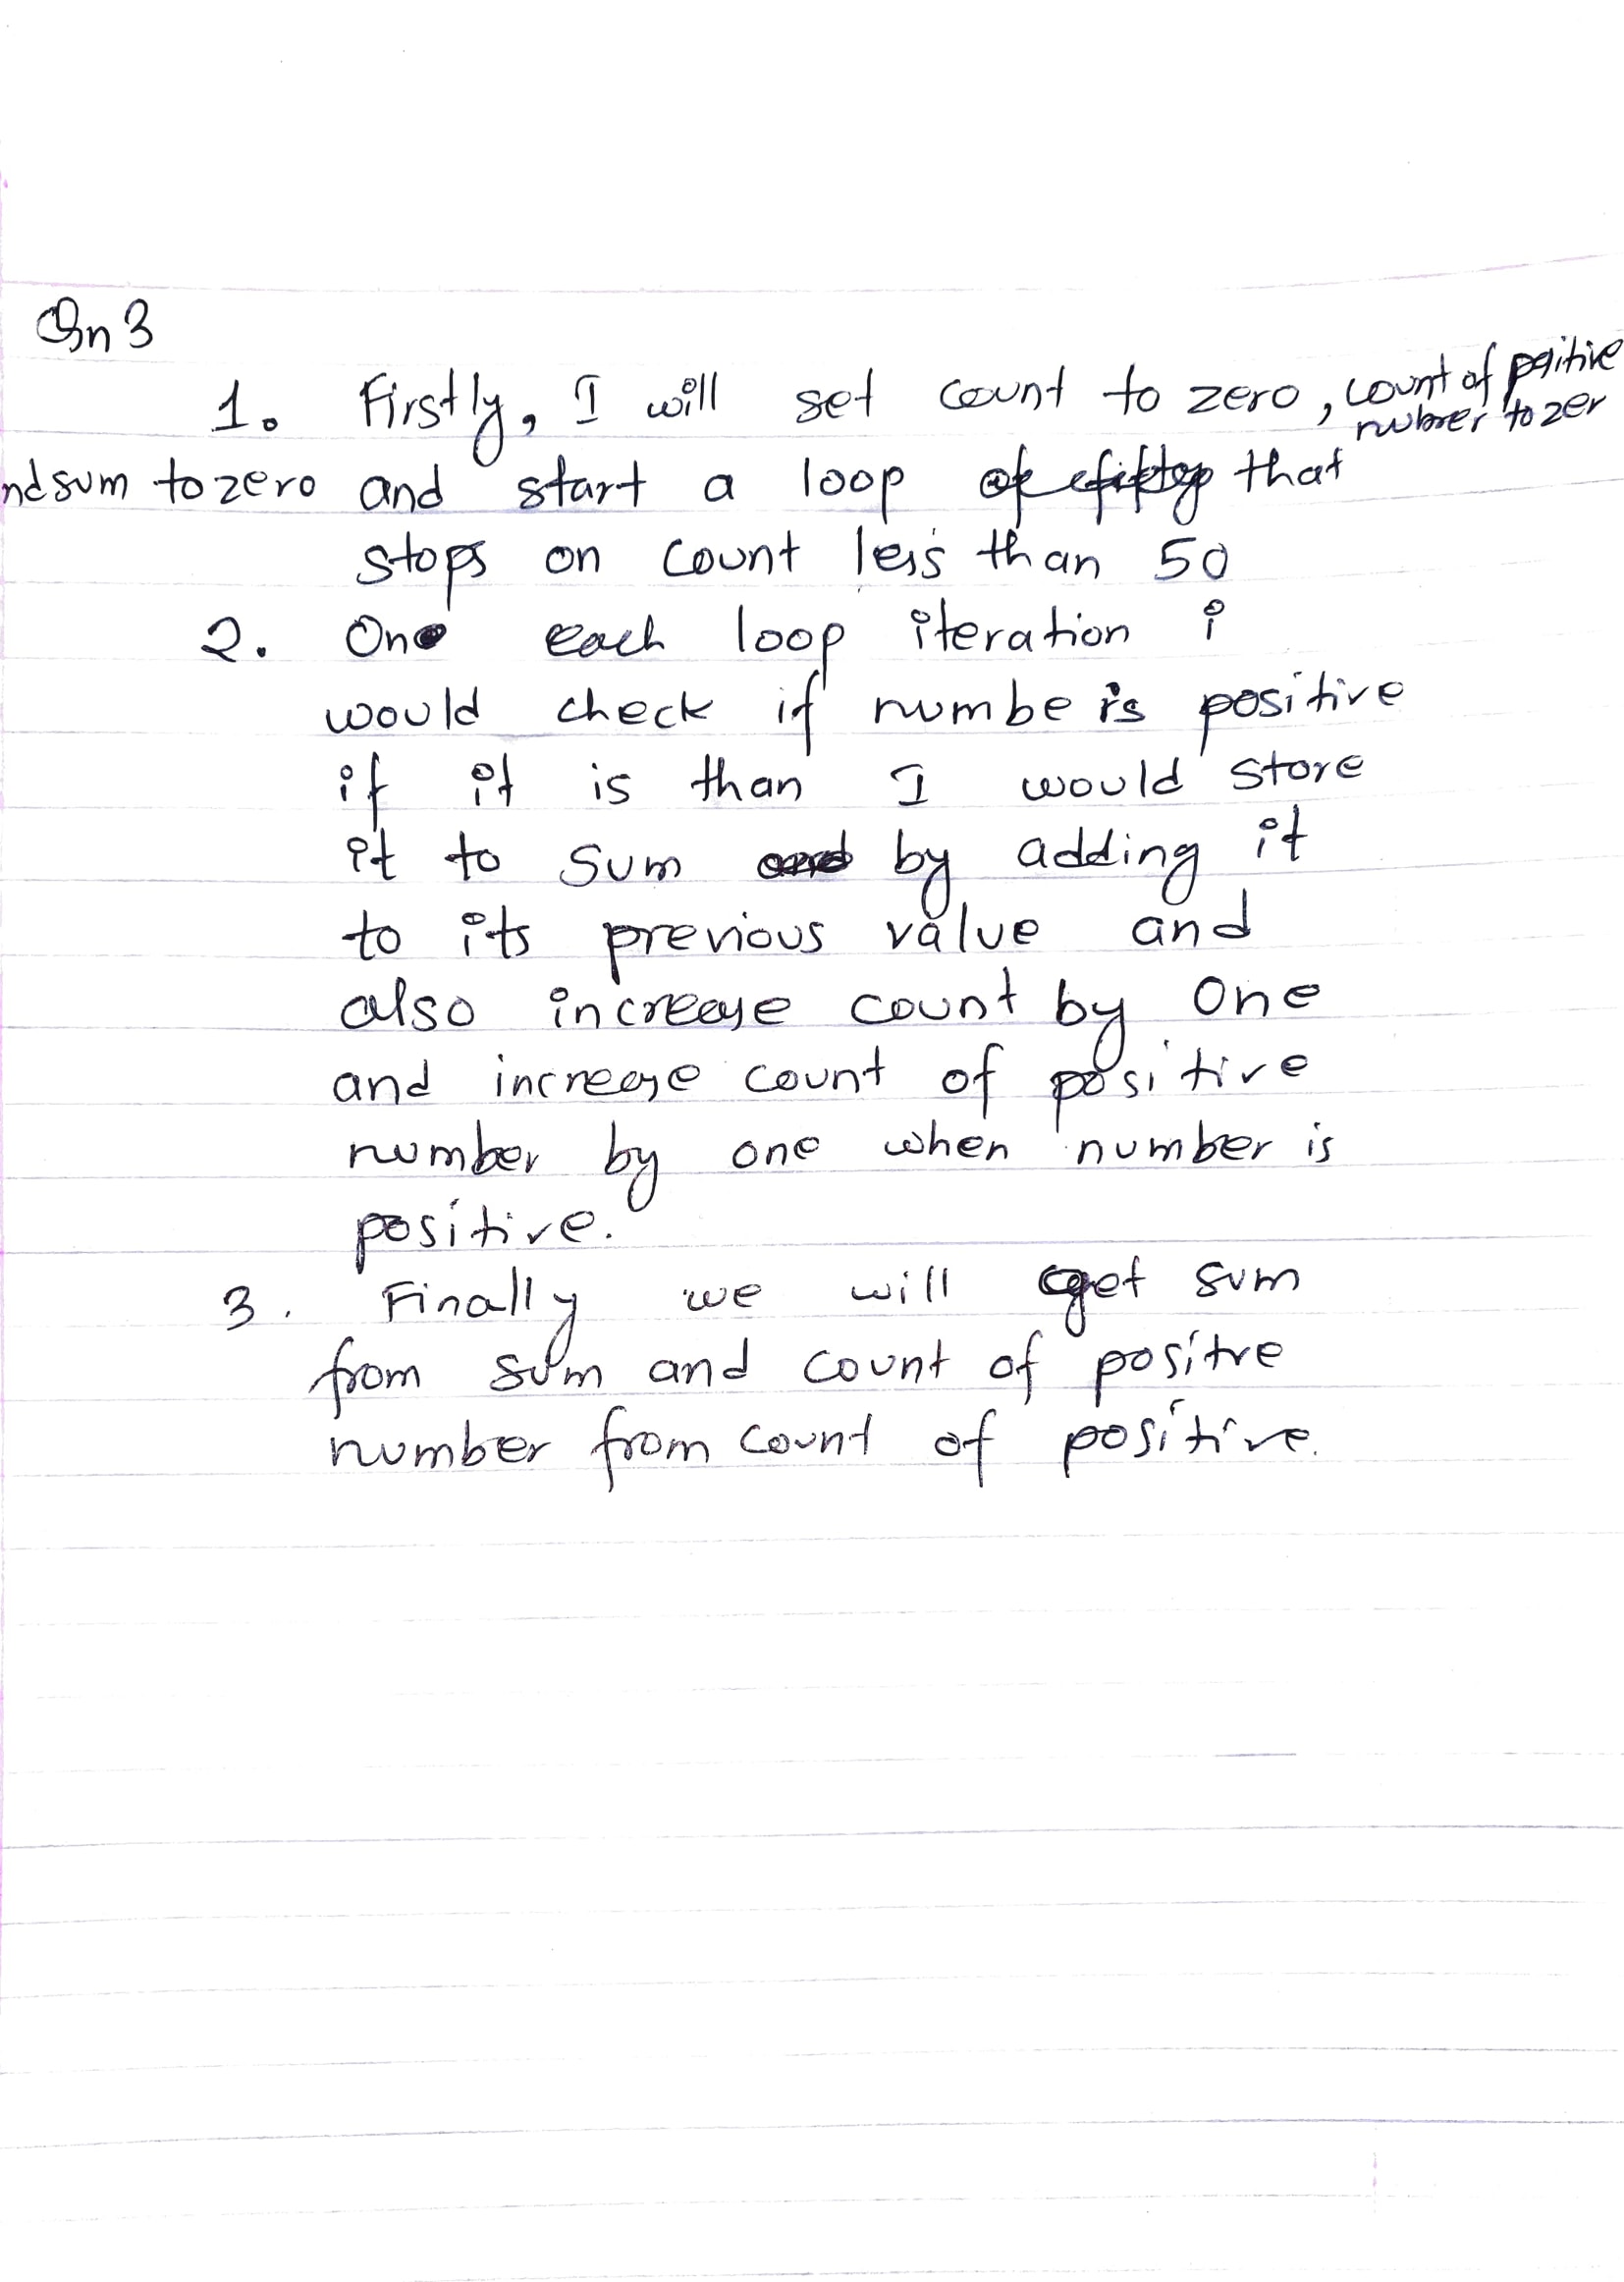 Qn 3
1. Firstly, I will set count to zero, count of positive
nubrer to zer
nd sum to zero and start a loop that
stops on count less than 50
2. On each loop iteration i
would check if numbe is positive
if it is than I would store
it to sum by adding it
to its previous value and
also increase count by one
and increase count of positive
number by one when number is
positive.
3. Finally we will get sum
from sum and count of positre
number from count of positive.